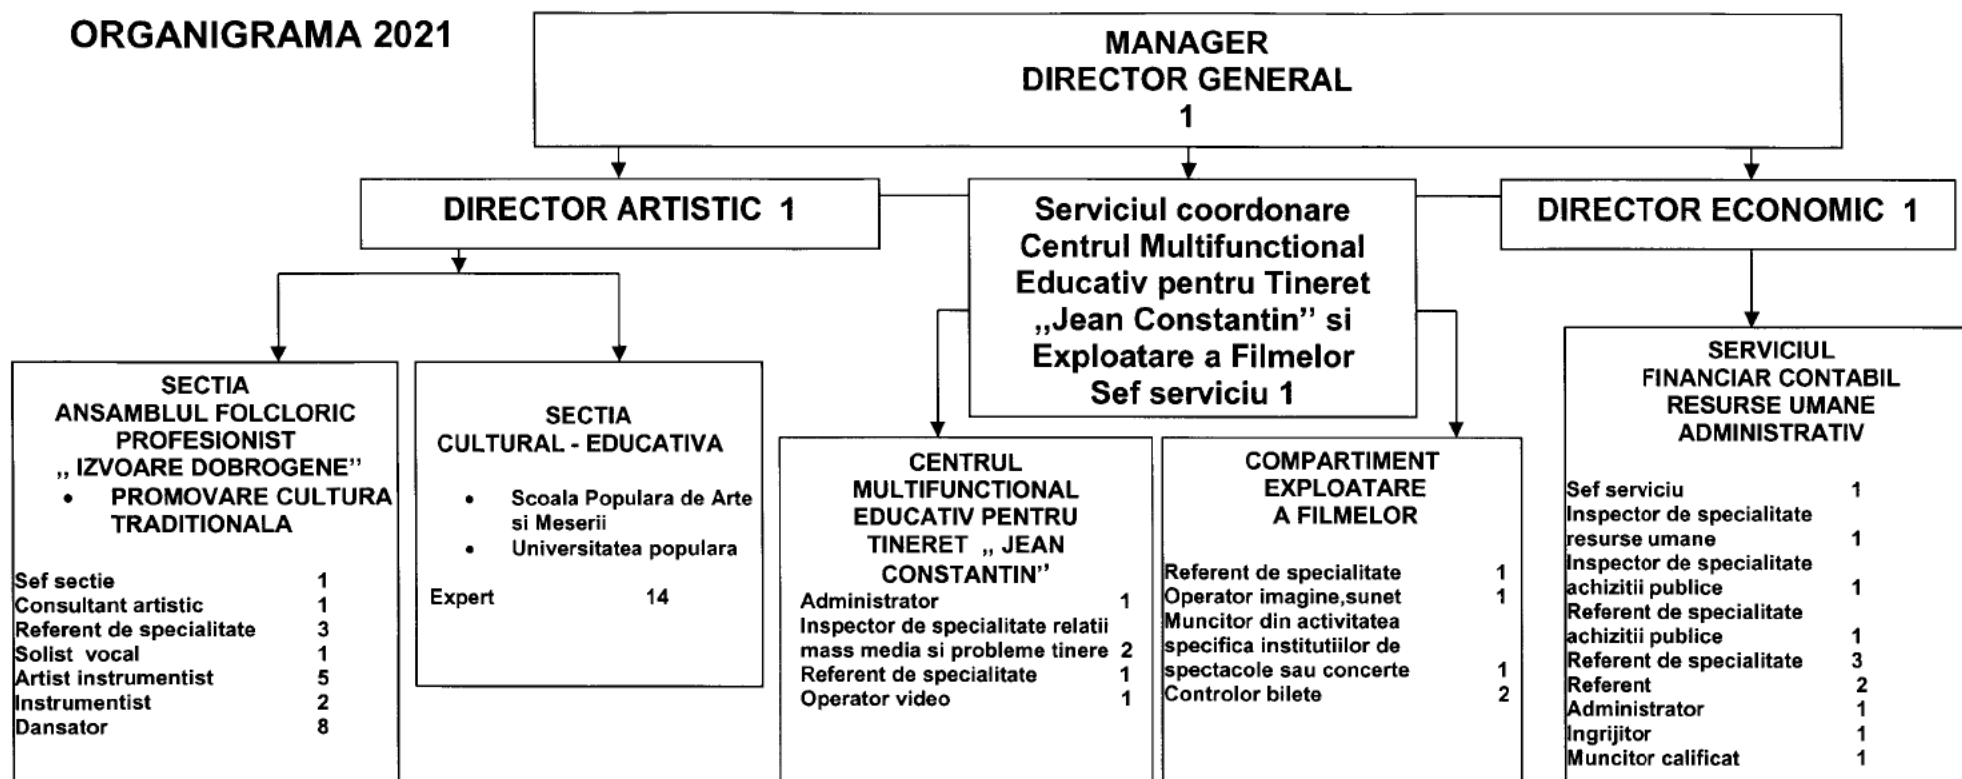 ORGANIGRAMA 2021
MANAGER
DIRECTOR GENERAL
1
DIRECTOR ARTISTIC 1
Serviciul coordonare
Centrul Multifunctional
Educativ pentru Tineret
,,Jean Constantin'' si
Exploatare a Filmelor
Sef serviciu 1
DIRECTOR ECONOMIC 1
SECTIA
ANSAMBLUL FOLCLORIC
PROFESIONIST
,, IZVOARE DOBROGENE''
• PROMOVARE CULTURA
TRADITIONALA
Sef sectie 1
Consultant artistic 1
Referent de specialitate 3
Solist vocal 1
Artist instrumentist 5
Instrumentist 2
Dansator 8
SECTIA
CULTURAL - EDUCATIVA
• Scoala Populara de Arte
si Meserii
• Universitatea populara
Expert 14
CENTRUL
MULTIFUNCTIONAL
EDUCATIV PENTRU
TINERET ,, JEAN
CONSTANTIN''
Administrator 1
Inspector de specialitate relatii
mass media si probleme tinere 2
Referent de specialitate 1
Operator video 1
COMPARTIMENT
EXPLOATARE
A FILMELOR
Referent de specialitate 1
Operator imagine,sunet 1
Muncitor din activitatea
specifica institutiilor de
spectacole sau concerte 1
Controlor bilete 2
SERVICIUL
FINANCIAR CONTABIL
RESURSE UMANE
ADMINISTRATIV
Sef serviciu 1
Inspector de specialitate
resurse umane 1
Inspector de specialitate
achizitii publice 1
Referent de specialitate
achizitii publice 1
Referent de specialitate 3
Referent 2
Administrator 1
Ingrijitor 1
Muncitor calificat 1